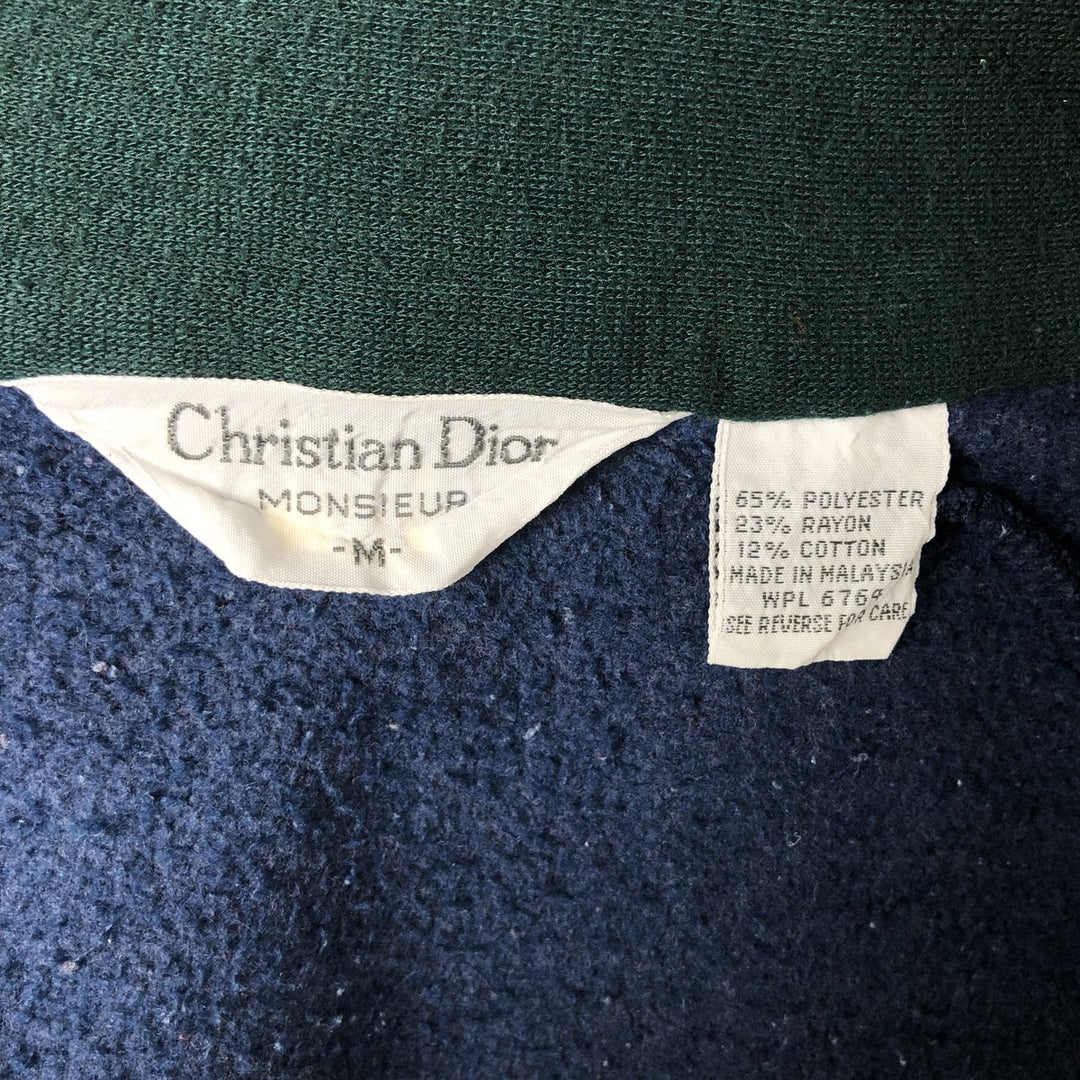 Christian Dior
MONSIEUR
-M-
65% POLYESTER
23% RAYON
12% COTTON
MADE IN MALAYSIA
WPL 6764
SEE REVERSE FOR CARE